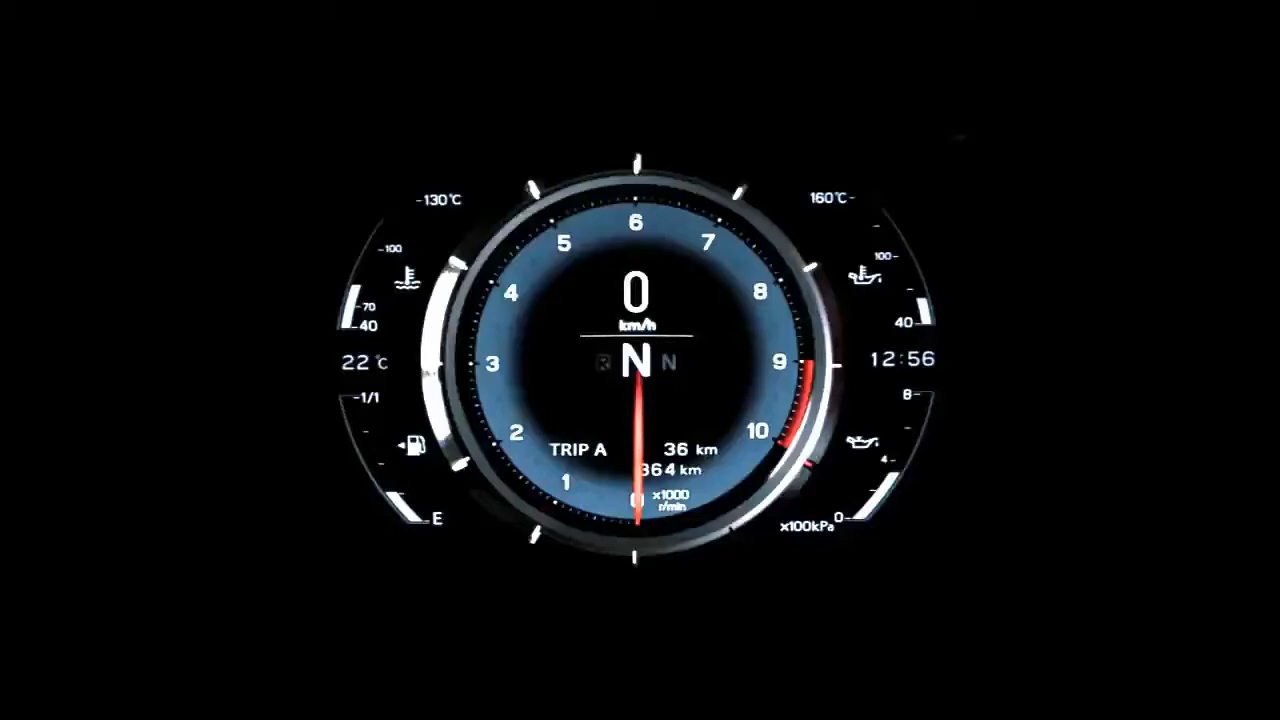 -130°C
100
70
40
22°C
1/1
E
6
5
7
4
8
3
9
2
10
1
0
km/h
R N N
TRIP A 36 km
364 km
0 x1000
r/min
160°C
100
40
12:56
8
4
0
x100kPa